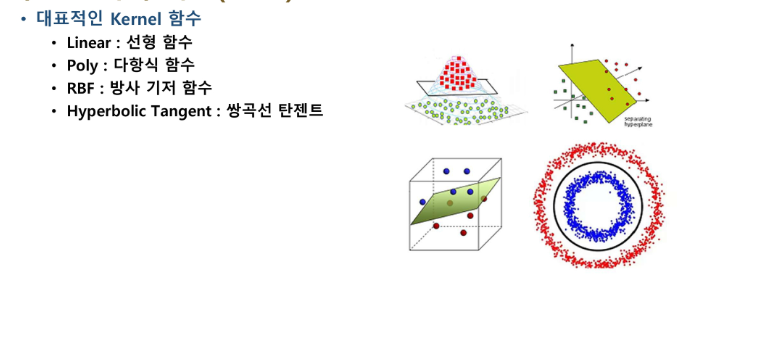 • 대표적인 Kernel 함수
• Linear : 선형 함수
• Poly : 다항식 함수
• RBF : 방사 기저 함수
• Hyperbolic Tangent : 쌍곡선 탄젠트
separating
hyperplane